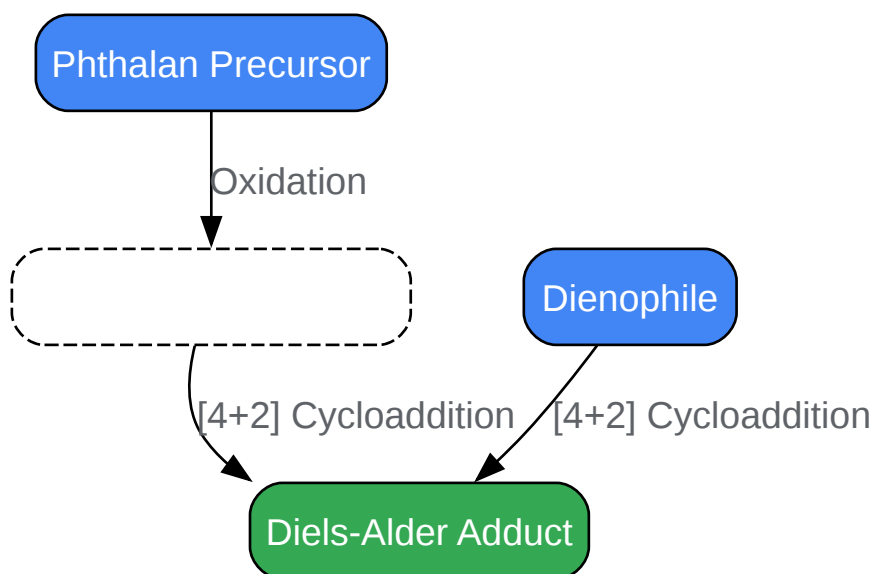 Phthalan Precursor
Oxidation
Dienophile
[4+2] Cycloaddition
[4+2] Cycloaddition
Diels-Alder Adduct